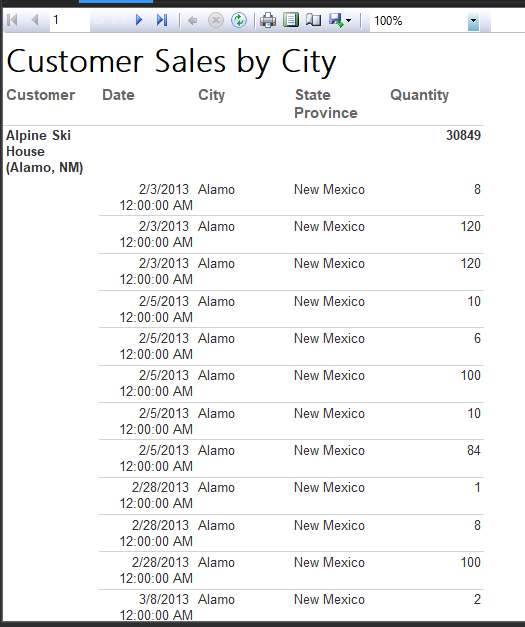 1 100%
Customer Sales by City
Customer Date City State Province Quantity
Alpine Ski House (Alamo, NM) 30849
2/3/2013 12:00:00 AM Alamo New Mexico 8
2/3/2013 12:00:00 AM Alamo New Mexico 120
2/3/2013 12:00:00 AM Alamo New Mexico 120
2/5/2013 12:00:00 AM Alamo New Mexico 10
2/5/2013 12:00:00 AM Alamo New Mexico 6
2/5/2013 12:00:00 AM Alamo New Mexico 100
2/5/2013 12:00:00 AM Alamo New Mexico 10
2/5/2013 12:00:00 AM Alamo New Mexico 84
2/28/2013 12:00:00 AM Alamo New Mexico 1
2/28/2013 12:00:00 AM Alamo New Mexico 8
2/28/2013 12:00:00 AM Alamo New Mexico 100
3/8/2013 12:00:00 AM Alamo New Mexico 2